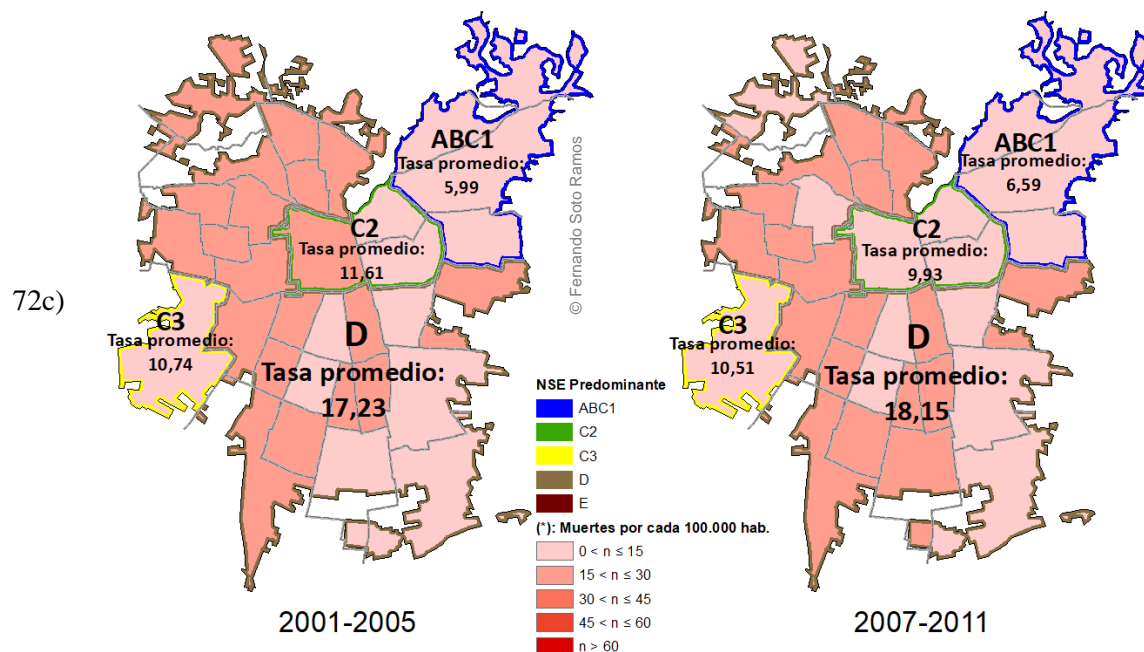 72c)
ABC1
Tasa promedio:
5,99
C2
Tasa promedio:
11,61
C3
Tasa promedio:
10,74
D
Tasa promedio:
17,23
2001-2005
© Fernando Soto Ramos
NSE Predominante
ABC1
C2
C3
D
E
(*): Muertes por cada 100.000 hab.
0 < n ≤ 15
15 < n ≤ 30
30 < n ≤ 45
45 < n ≤ 60
n > 60
ABC1
Tasa promedio:
6,59
C2
Tasa promedio:
9,93
C3
Tasa promedio:
10,51
D
Tasa promedio:
18,15
2007-2011